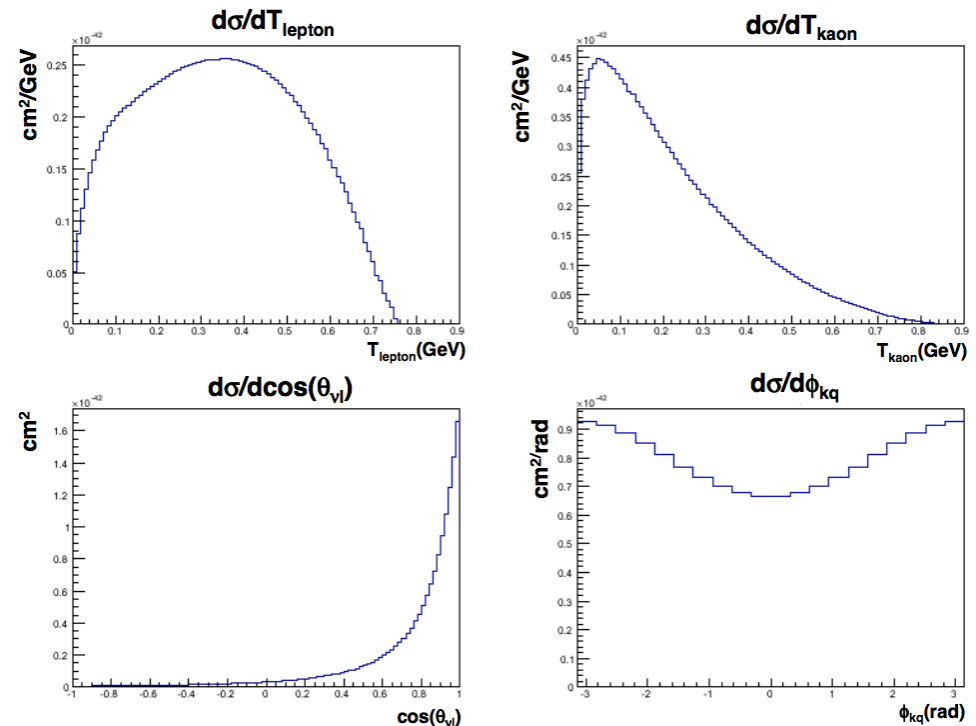 dσ/dT_lepton
×10^-42
cm²/GeV
0.25
0.2
0.15
0.1
0.05
0
0 0.1 0.2 0.3 0.4 0.5 0.6 0.7 0.8 0.9
T_lepton(GeV)
dσ/dT_kaon
×10^-42
cm²/GeV
0.45
0.4
0.35
0.3
0.25
0.2
0.15
0.1
0.05
0
0 0.1 0.2 0.3 0.4 0.5 0.6 0.7 0.8 0.9
T_kaon(GeV)
dσ/dcos(θ_νl)
×10^-42
cm²
1.6
1.4
1.2
1
0.8
0.6
0.4
0.2
0
-1 -0.8 -0.6 -0.4 -0.2 0 0.2 0.4 0.6 0.8 1
cos(θ_νl)
dσ/dϕ_kq
×10^-42
cm²/rad
0.9
0.8
0.7
0.6
0.5
0.4
0.3
0.2
0.1
0
-3 -2 -1 0 1 2 3
ϕ_kq(rad)